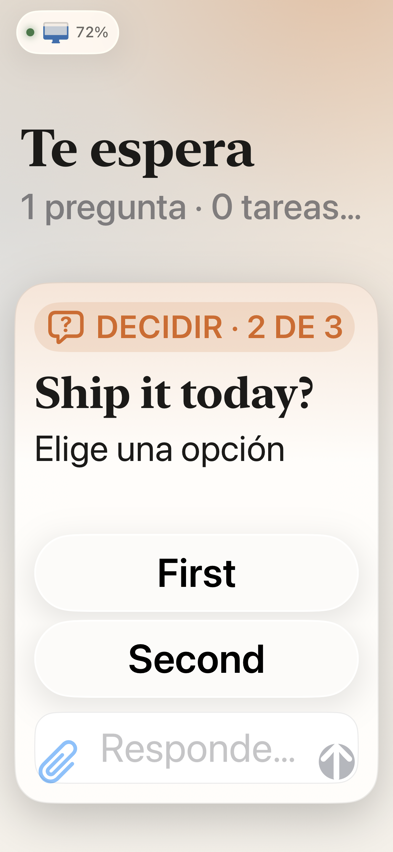 72%
Te espera
1 pregunta · 0 tareas...
DECIDIR · 2 DE 3
Ship it today?
Elige una opción
First
Second
Responde...